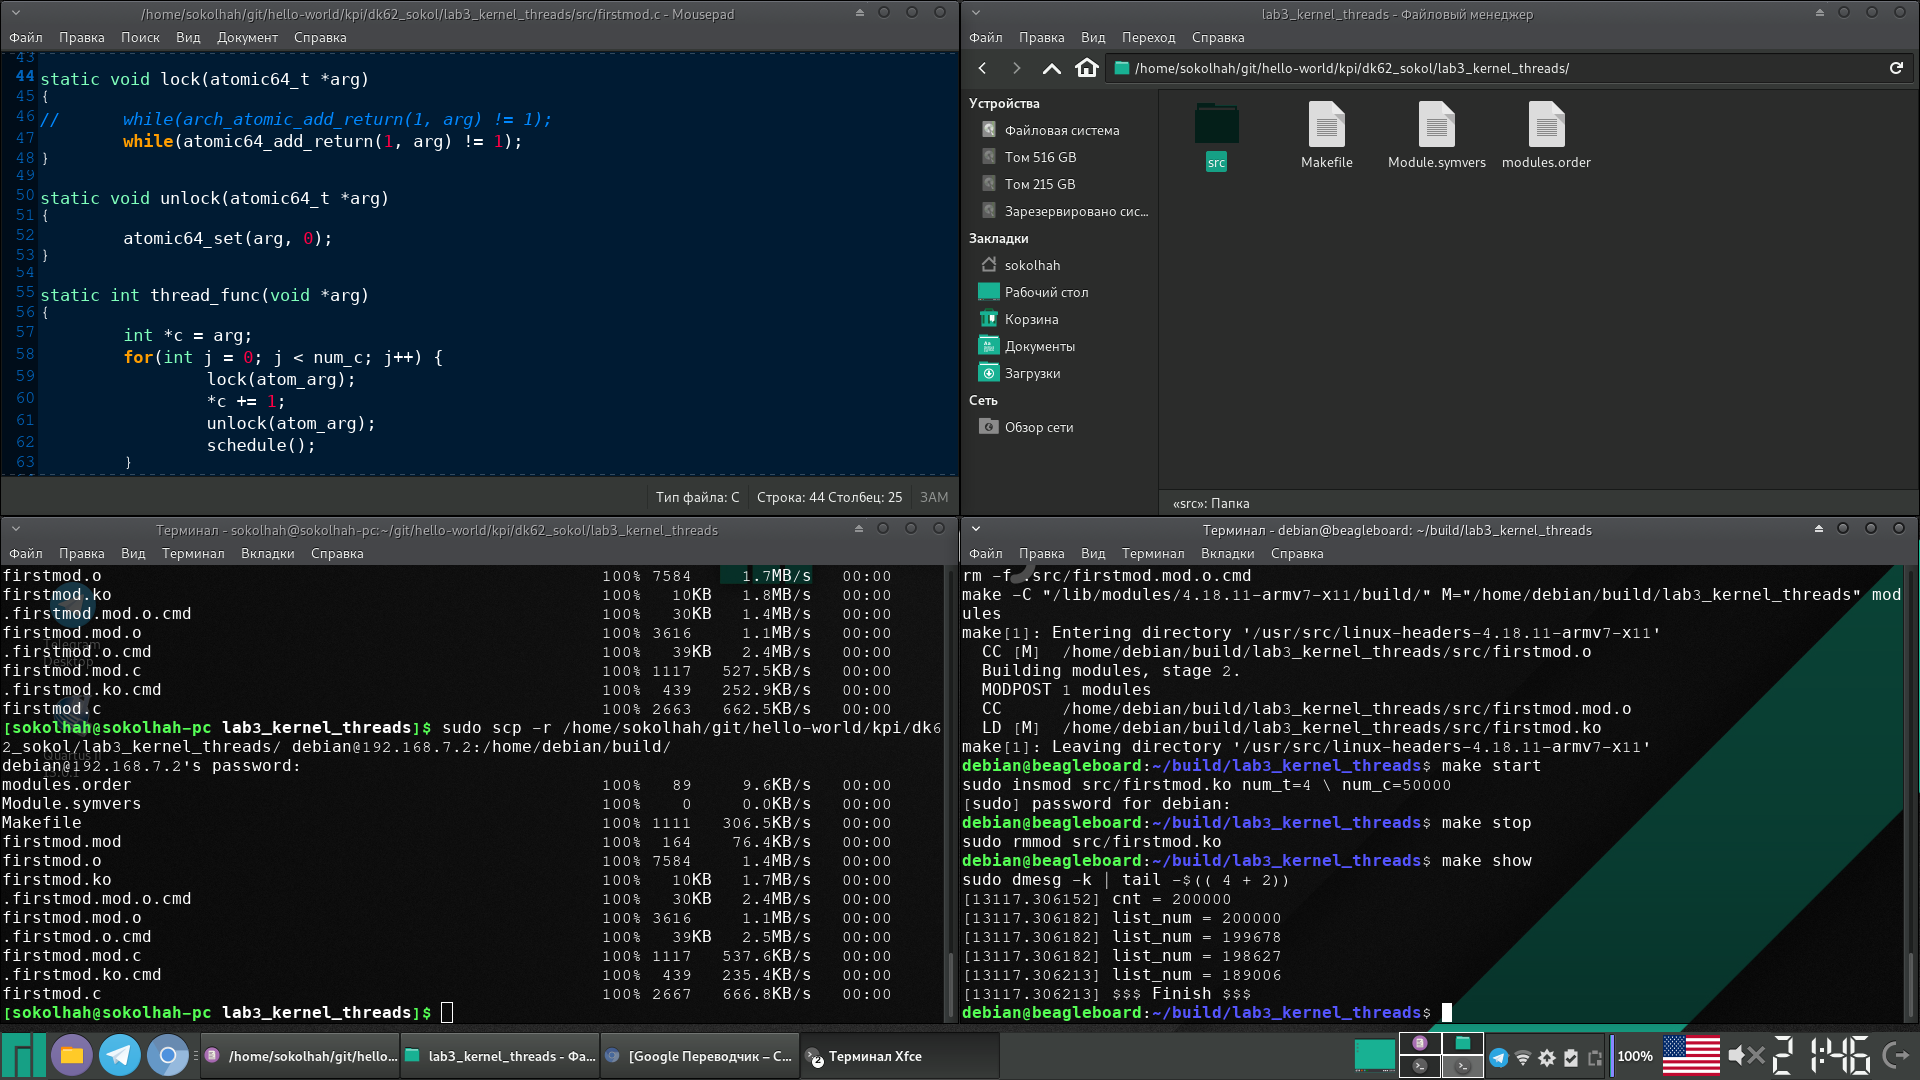 /home/sokolhah/git/hello-world/kpi/dk62_sokol/lab3_kernel_threads/src/firstmod.c - Mousepad
Файл Правка Поиск Вид Документ Справка
43
44 static void lock(atomic64_t *arg)
45 {
46 // while(arch_atomic_add_return(1, arg) != 1);
47 while(atomic64_add_return(1, arg) != 1);
48 }
49
50 static void unlock(atomic64_t *arg)
51 {
52 atomic64_set(arg, 0);
53 }
54
55 static int thread_func(void *arg)
56 {
57 int *c = arg;
58 for(int j = 0; j < num_c; j++) {
59 lock(atom_arg);
60 *c += 1;
61 unlock(atom_arg);
62 schedule();
63 }
Тип файла: C Строка: 44 Столбец: 25 ЗАМ
lab3_kernel_threads - Файловый менеджер
Файл Правка Вид Переход Справка
/home/sokolhah/git/hello-world/kpi/dk62_sokol/lab3_kernel_threads/
Устройства
Файловая система
Том 516 GB
Том 215 GB
Зарезервировано сис...
Закладки
sokolhah
Рабочий стол
Корзина
Документы
Загрузки
Сеть
Обзор сети
src Makefile Module.symvers modules.order
«src»: Папка
Терминал - sokolhah@sokolhah-pc:~/git/hello-world/kpi/dk62_sokol/lab3_kernel_threads
Файл Правка Вид Терминал Вкладки Справка
firstmod.o 100% 7584 1.7MB/s 00:00
firstmod.ko 100% 10KB 1.8MB/s 00:00
.firstmod.mod.o.cmd 100% 30KB 1.4MB/s 00:00
firstmod.mod.o 100% 3616 1.1MB/s 00:00
.firstmod.o.cmd 100% 39KB 2.4MB/s 00:00
firstmod.mod.c 100% 1117 527.5KB/s 00:00
.firstmod.ko.cmd 100% 439 252.9KB/s 00:00
firstmod.c 100% 2663 662.5KB/s 00:00
[sokolhah@sokolhah-pc lab3_kernel_threads]$ sudo scp -r /home/sokolhah/git/hello-world/kpi/dk6
2_sokol/lab3_kernel_threads/ debian@192.168.7.2:/home/debian/build/
debian@192.168.7.2's password:
modules.order 100% 89 9.6KB/s 00:00
Module.symvers 100% 0 0.0KB/s 00:00
Makefile 100% 1111 306.5KB/s 00:00
firstmod.mod 100% 164 76.4KB/s 00:00
firstmod.o 100% 7584 1.4MB/s 00:00
firstmod.ko 100% 10KB 1.7MB/s 00:00
.firstmod.mod.o.cmd 100% 30KB 2.4MB/s 00:00
firstmod.mod.o 100% 3616 1.1MB/s 00:00
.firstmod.o.cmd 100% 39KB 2.5MB/s 00:00
firstmod.mod.c 100% 1117 537.6KB/s 00:00
.firstmod.ko.cmd 100% 439 235.4KB/s 00:00
firstmod.c 100% 2667 666.8KB/s 00:00
[sokolhah@sokolhah-pc lab3_kernel_threads]$
Telegram
Desktop
Терминал - debian@beagleboard: ~/build/lab3_kernel_threads
Файл Правка Вид Терминал Вкладки Справка
rm -f ./src/firstmod.mod.o.cmd
make -C "/lib/modules/4.18.11-armv7-x11/build/" M="/home/debian/build/lab3_kernel_threads" mod
ules
make[1]: Entering directory '/usr/src/linux-headers-4.18.11-armv7-x11'
CC [M] /home/debian/build/lab3_kernel_threads/src/firstmod.o
Building modules, stage 2.
MODPOST 1 modules
CC /home/debian/build/lab3_kernel_threads/src/firstmod.mod.o
LD [M] /home/debian/build/lab3_kernel_threads/src/firstmod.ko
make[1]: Leaving directory '/usr/src/linux-headers-4.18.11-armv7-x11'
debian@beagleboard:~/build/lab3_kernel_threads$ make start
sudo insmod src/firstmod.ko num_t=4 \ num_c=50000
[sudo] password for debian:
debian@beagleboard:~/build/lab3_kernel_threads$ make stop
sudo rmmod src/firstmod.ko
debian@beagleboard:~/build/lab3_kernel_threads$ make show
sudo dmesg -k | tail -$(( 4 + 2))
[13117.306152] cnt = 200000
[13117.306182] list_num = 200000
[13117.306182] list_num = 199678
[13117.306182] list_num = 198627
[13117.306213] list_num = 189006
[13117.306213] $$$ Finish $$$
debian@beagleboard:~/build/lab3_kernel_threads$
/home/sokolhah/git/hello... lab3_kernel_threads - Фа... [Google Переводчик – С... 2 Терминал Xfce 100% 2 1:46